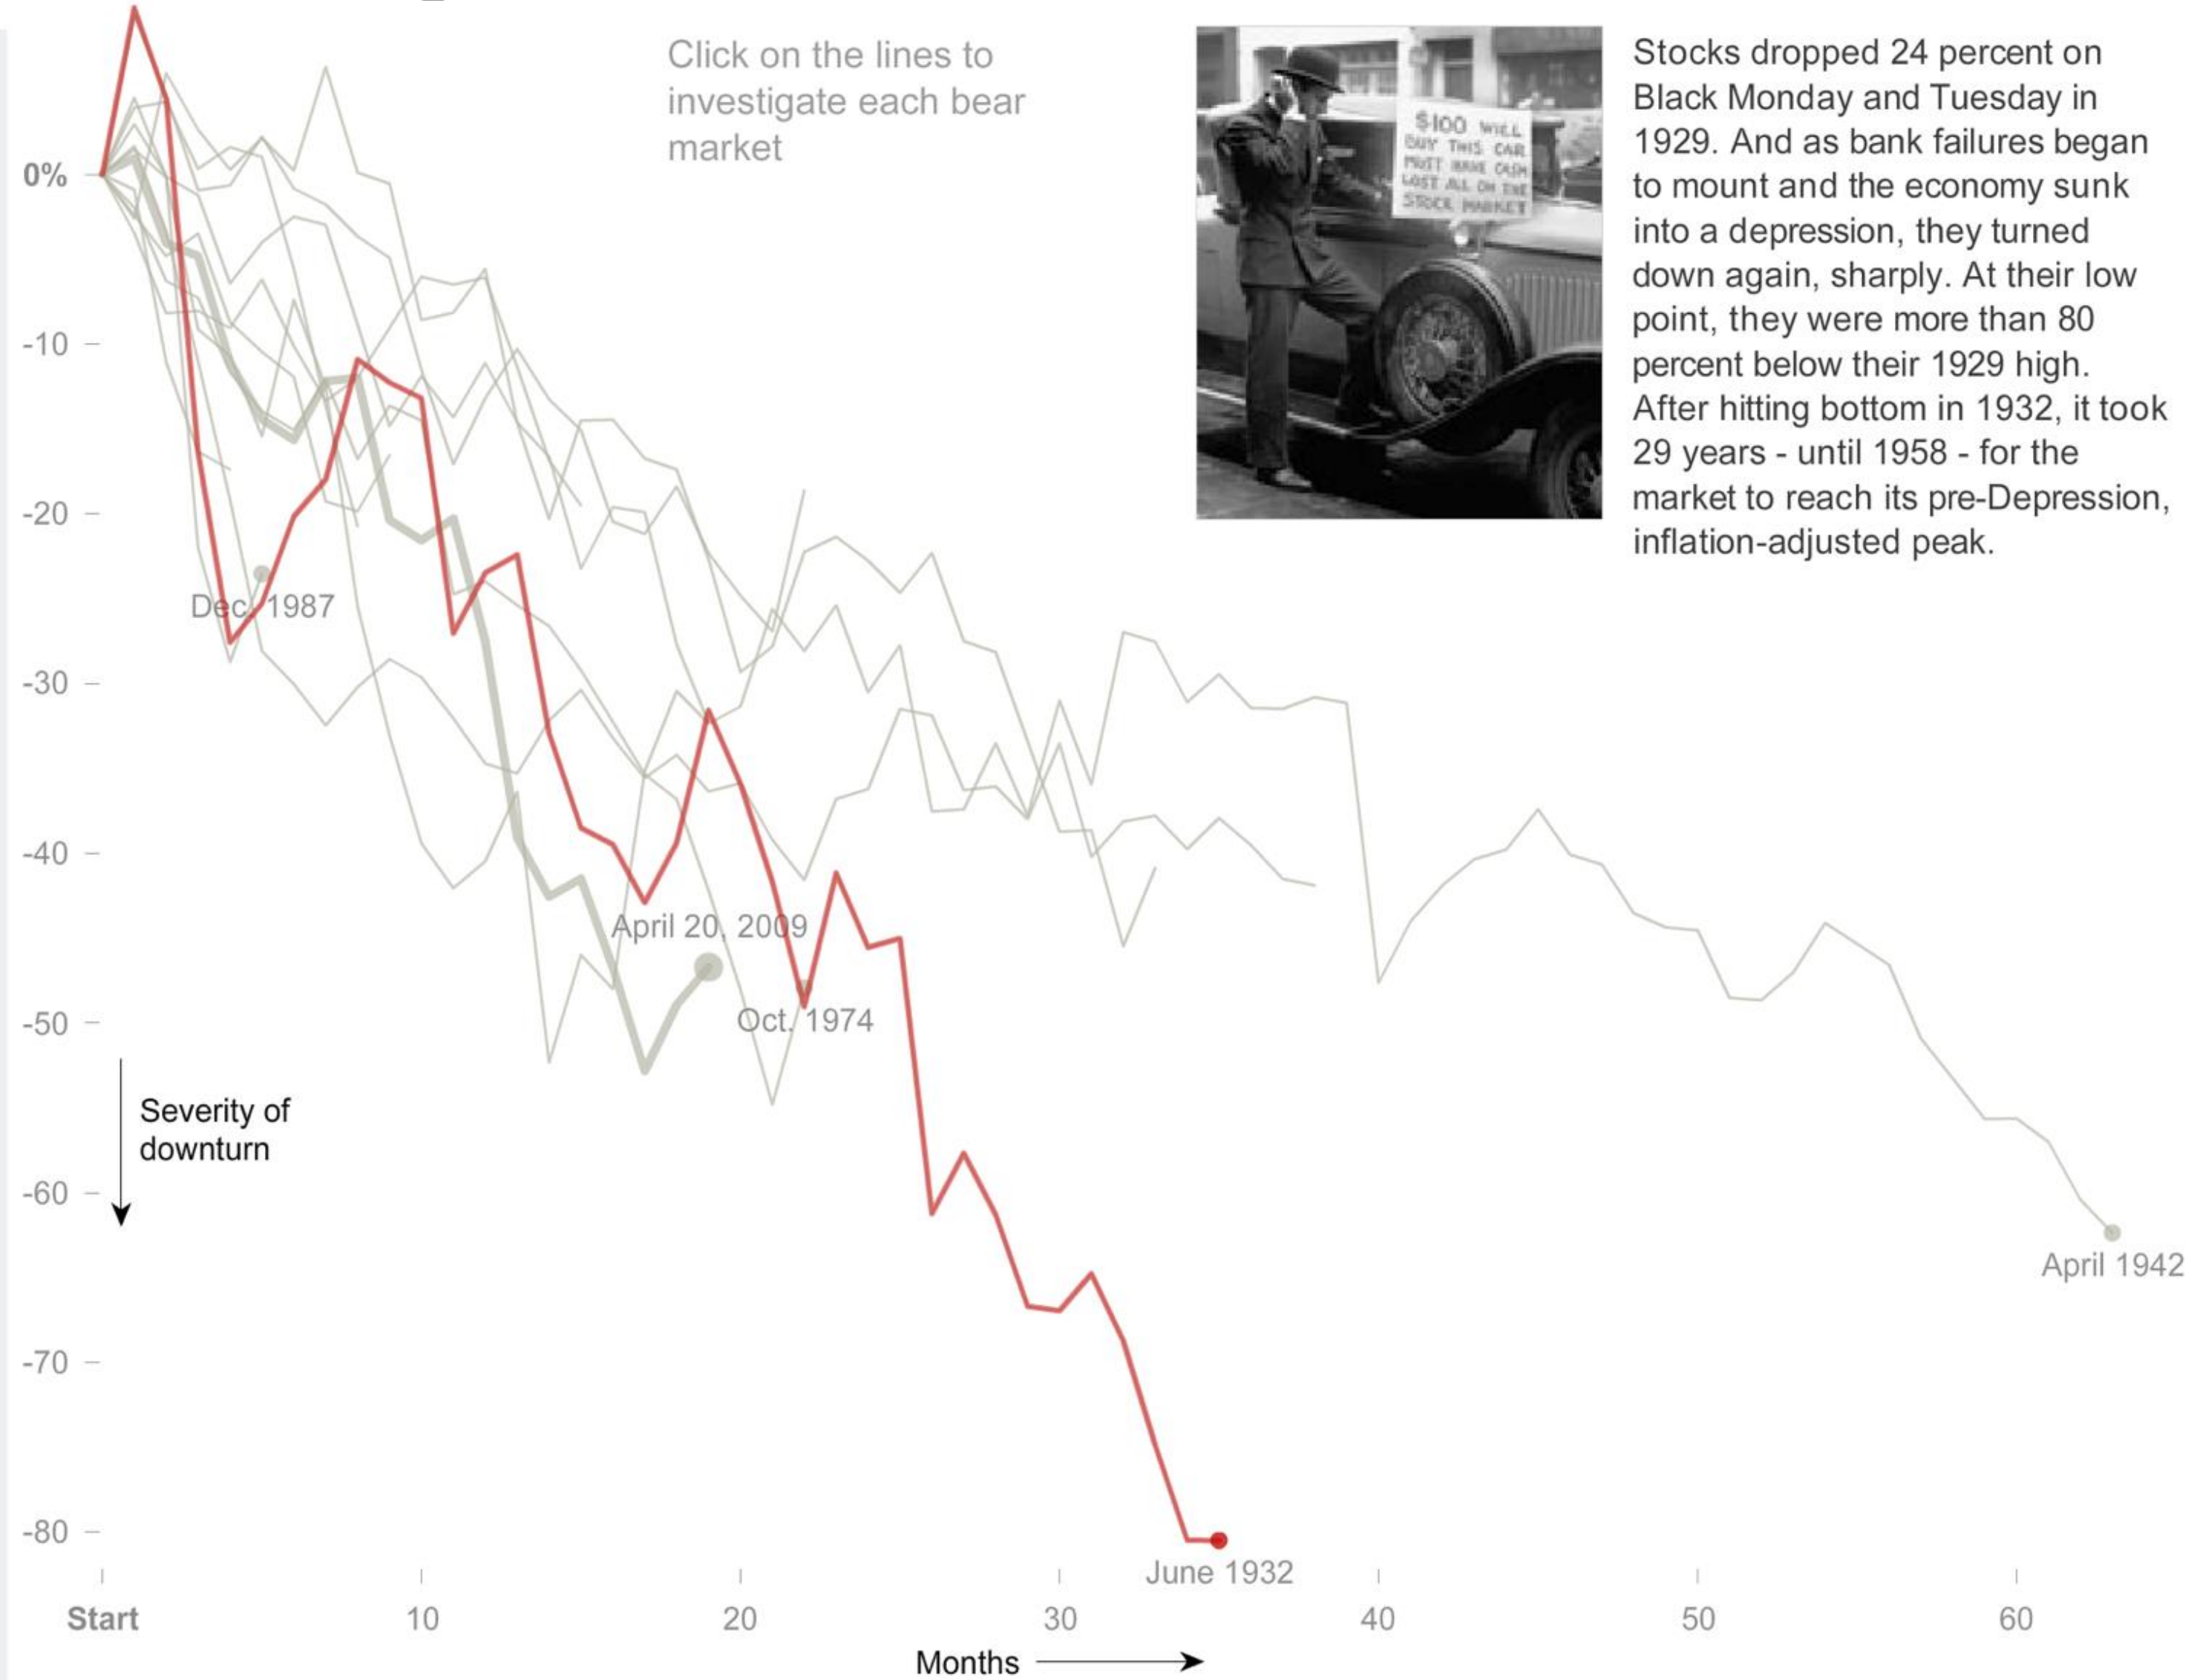 Click on the lines to
investigate each bear
market
$100 WILL
BUY THIS CAR
MUST HAVE CASH
LOST ALL ON THE
STOCK MARKET
Stocks dropped 24 percent on
Black Monday and Tuesday in
1929. And as bank failures began
to mount and the economy sunk
into a depression, they turned
down again, sharply. At their low
point, they were more than 80
percent below their 1929 high.
After hitting bottom in 1932, it took
29 years - until 1958 - for the
market to reach its pre-Depression,
inflation-adjusted peak.
0%
-10
-20
-30
-40
-50
-60
-70
-80
Dec. 1987
April 20, 2009
Oct. 1974
Severity of
downturn
April 1942
June 1932
Start
10
20
30
40
50
60
Months